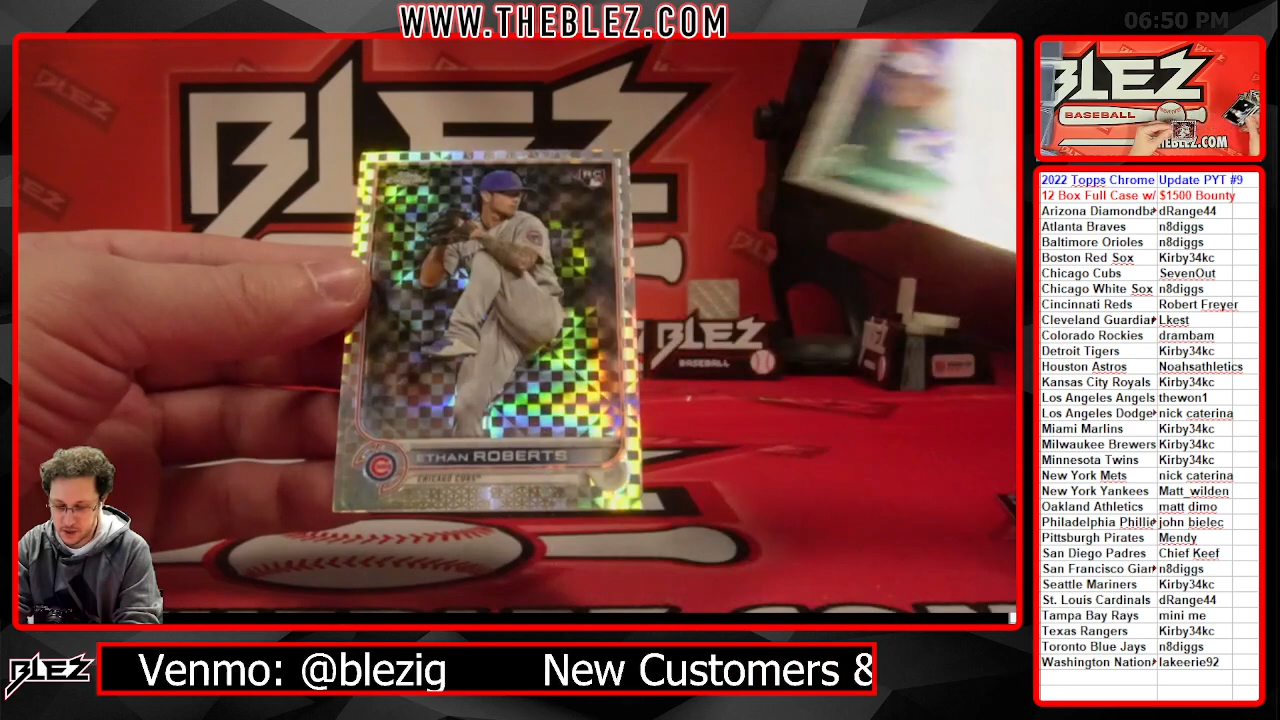 WWW.THEBLEZ.COM
06:50 PM
BLEZ
BLEZ
BASEBALL
ETHAN ROBERTS
CHICAGO CUBS
BLEZ
BASEBALL
2022 Topps Chrome Update PYT #9
12 Box Full Case w/ $1500 Bounty
Arizona Diamondba dRange44
Atlanta Braves n8diggs
Baltimore Orioles n8diggs
Boston Red Sox Kirby34kc
Chicago Cubs SevenOut
Chicago White Sox n8diggs
Cincinnati Reds Robert Freyer
Cleveland Guardian Lkest
Colorado Rockies drambam
Detroit Tigers Kirby34kc
Houston Astros Noahsathletics
Kansas City Royals Kirby34kc
Los Angeles Angels thewon1
Los Angeles Dodge nick caterina
Miami Marlins Kirby34kc
Milwaukee Brewers Kirby34kc
Minnesota Twins Kirby34kc
New York Mets nick caterina
New York Yankees Matt_wilden
Oakland Athletics matt dimo
Philadelphia Phillie john bielec
Pittsburgh Pirates Mendy
San Diego Padres Chief Keef
San Francisco Gian n8diggs
Seattle Mariners Kirby34kc
St. Louis Cardinals dRange44
Tampa Bay Rays mini me
Texas Rangers Kirby34kc
Toronto Blue Jays n8diggs
Washington Nation lakeerie92
BLEZ
Venmo: @blezig New Customers &